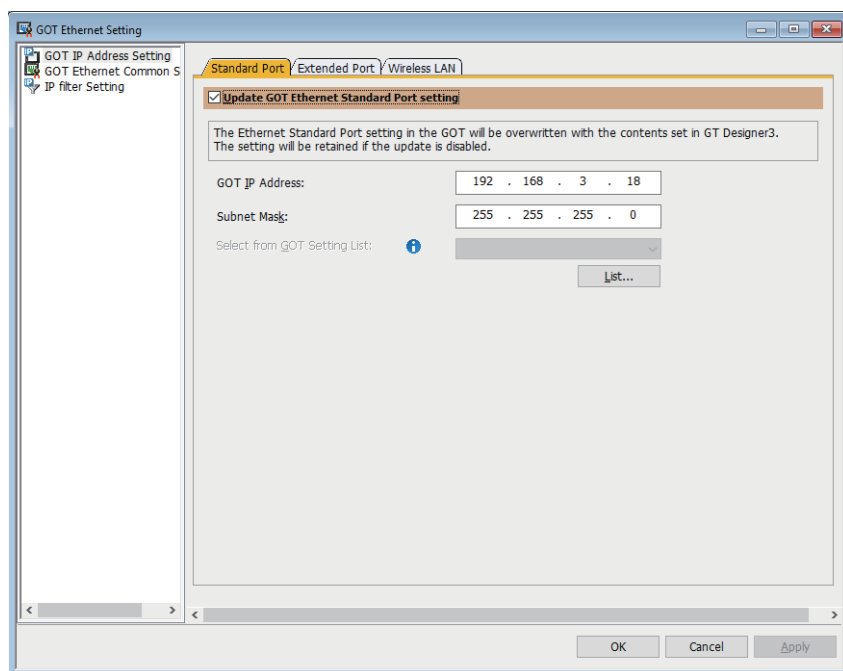 GOT Ethernet Setting
GOT IP Address Setting
GOT Ethernet Common S
IP filter Setting
Standard Port Extended Port Wireless LAN
Update GOT Ethernet Standard Port setting
The Ethernet Standard Port setting in the GOT will be overwritten with the contents set in GT Designer3.
The setting will be retained if the update is disabled.
GOT IP Address: 192 . 168 . 3 . 18
Subnet Mask: 255 . 255 . 255 . 0
Select from GOT Setting List:
List...
OK Cancel Apply